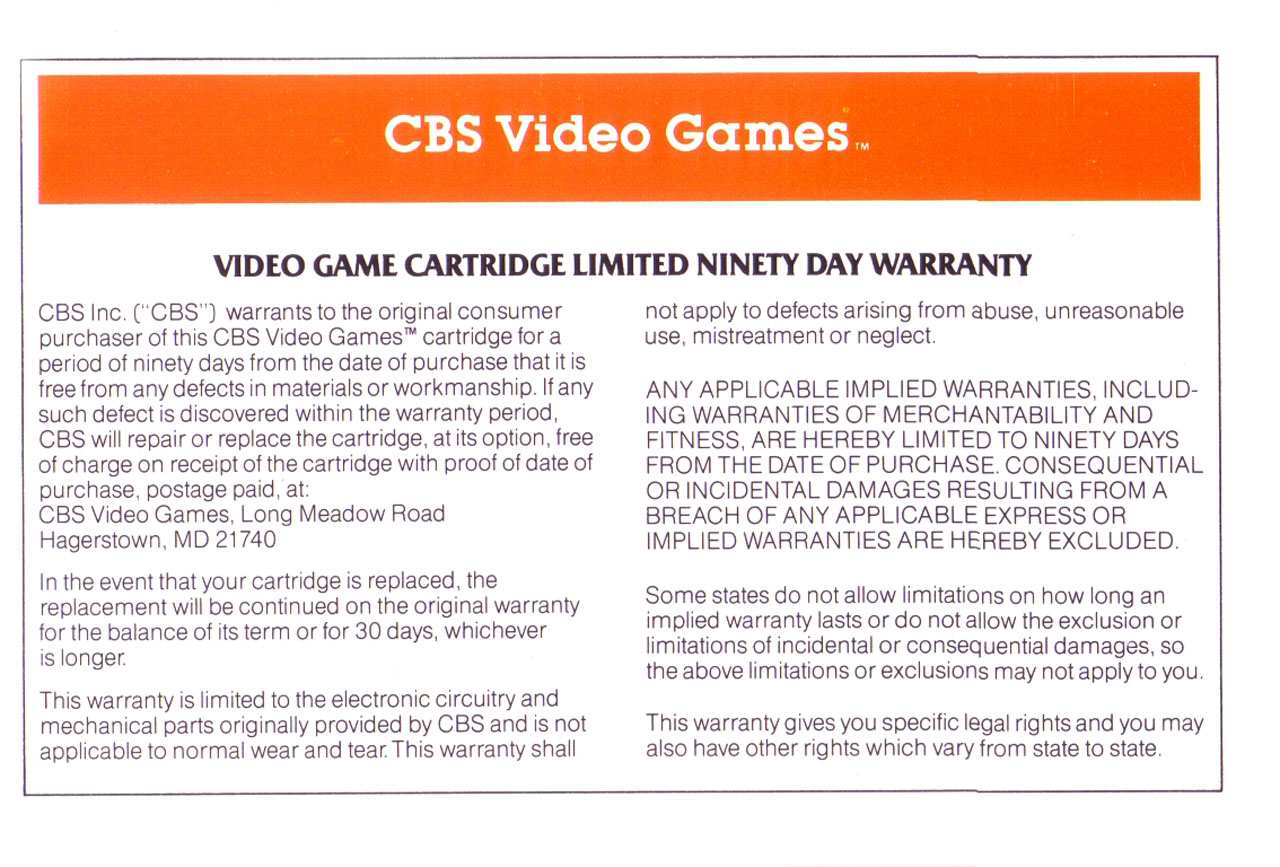 CBS Video Games™
VIDEO GAME CARTRIDGE LIMITED NINETY DAY WARRANTY
CBS Inc. (“CBS”) warrants to the original consumer
purchaser of this CBS Video Games™ cartridge for a
period of ninety days from the date of purchase that it is
free from any defects in materials or workmanship. If any
such defect is discovered within the warranty period,
CBS will repair or replace the cartridge, at its option, free
of charge on receipt of the cartridge with proof of date of
purchase, postage paid, at:
CBS Video Games, Long Meadow Road
Hagerstown, MD 21740
In the event that your cartridge is replaced, the
replacement will be continued on the original warranty
for the balance of its term or for 30 days, whichever
is longer.
This warranty is limited to the electronic circuitry and
mechanical parts originally provided by CBS and is not
applicable to normal wear and tear. This warranty shall
not apply to defects arising from abuse, unreasonable
use, mistreatment or neglect.
ANY APPLICABLE IMPLIED WARRANTIES, INCLUD-
ING WARRANTIES OF MERCHANTABILITY AND
FITNESS, ARE HEREBY LIMITED TO NINETY DAYS
FROM THE DATE OF PURCHASE. CONSEQUENTIAL
OR INCIDENTAL DAMAGES RESULTING FROM A
BREACH OF ANY APPLICABLE EXPRESS OR
IMPLIED WARRANTIES ARE HEREBY EXCLUDED.
Some states do not allow limitations on how long an
implied warranty lasts or do not allow the exclusion or
limitations of incidental or consequential damages, so
the above limitations or exclusions may not apply to you.
This warranty gives you specific legal rights and you may
also have other rights which vary from state to state.